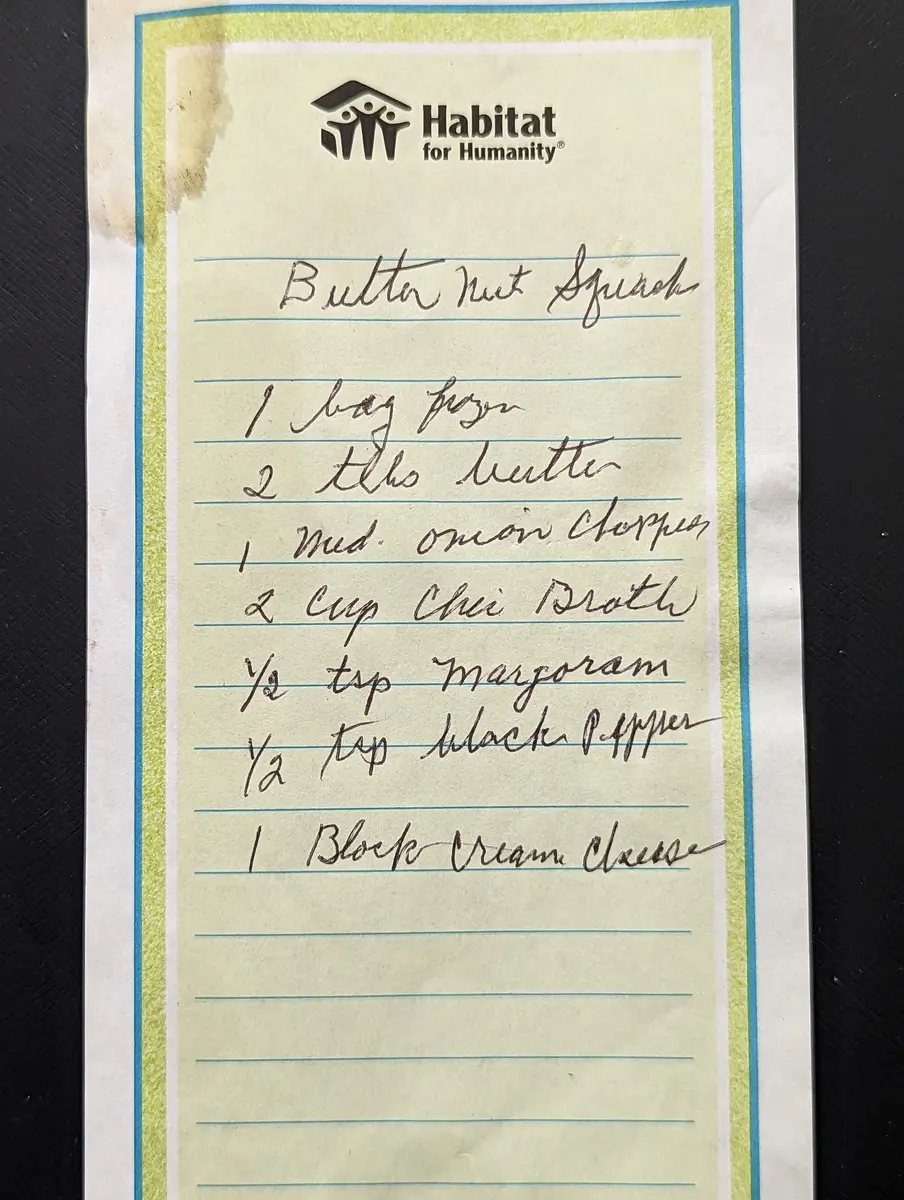 Habitat
for Humanity®
Butter Nut Squash
1 bag frozen
2 tlbs butter
1 Med. onion Chopped
2 Cup Chic Broth
1/2 tsp Margoram
1/2 tsp black Pepper
1 Block Cream Cheese